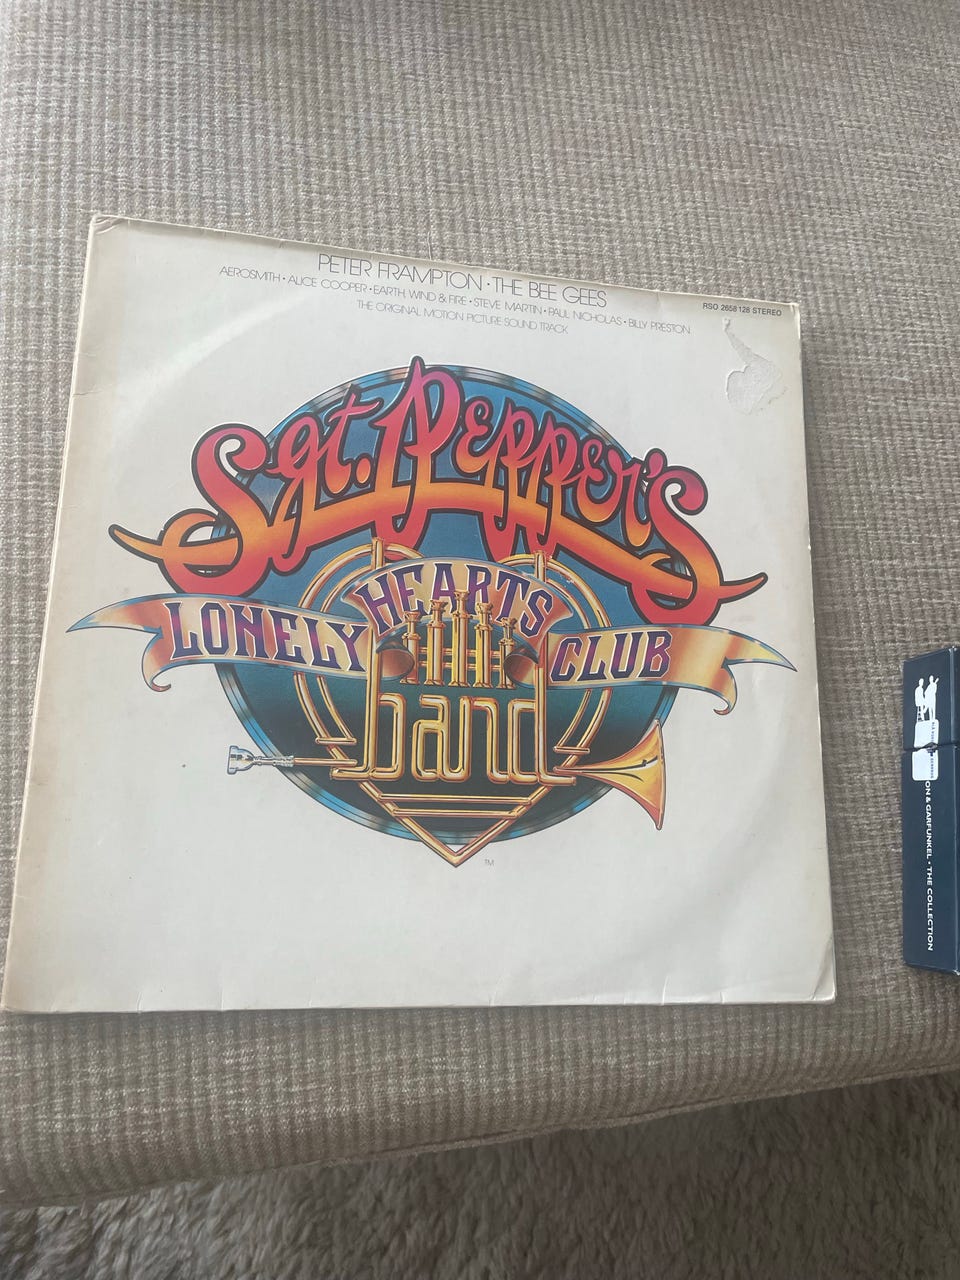 PETER FRAMPTON • THE BEE GEES
AEROSMITH • ALICE COOPER • EARTH, WIND & FIRE • STEVE MARTIN • PAUL NICHOLAS • BILLY PRESTON
THE ORIGINAL MOTION PICTURE SOUND TRACK
RSO 2658 128 STEREO
Sgt. Pepper's
LONELY HEARTS CLUB
band
TM
ON & GARFUNKEL • THE COLLECTION